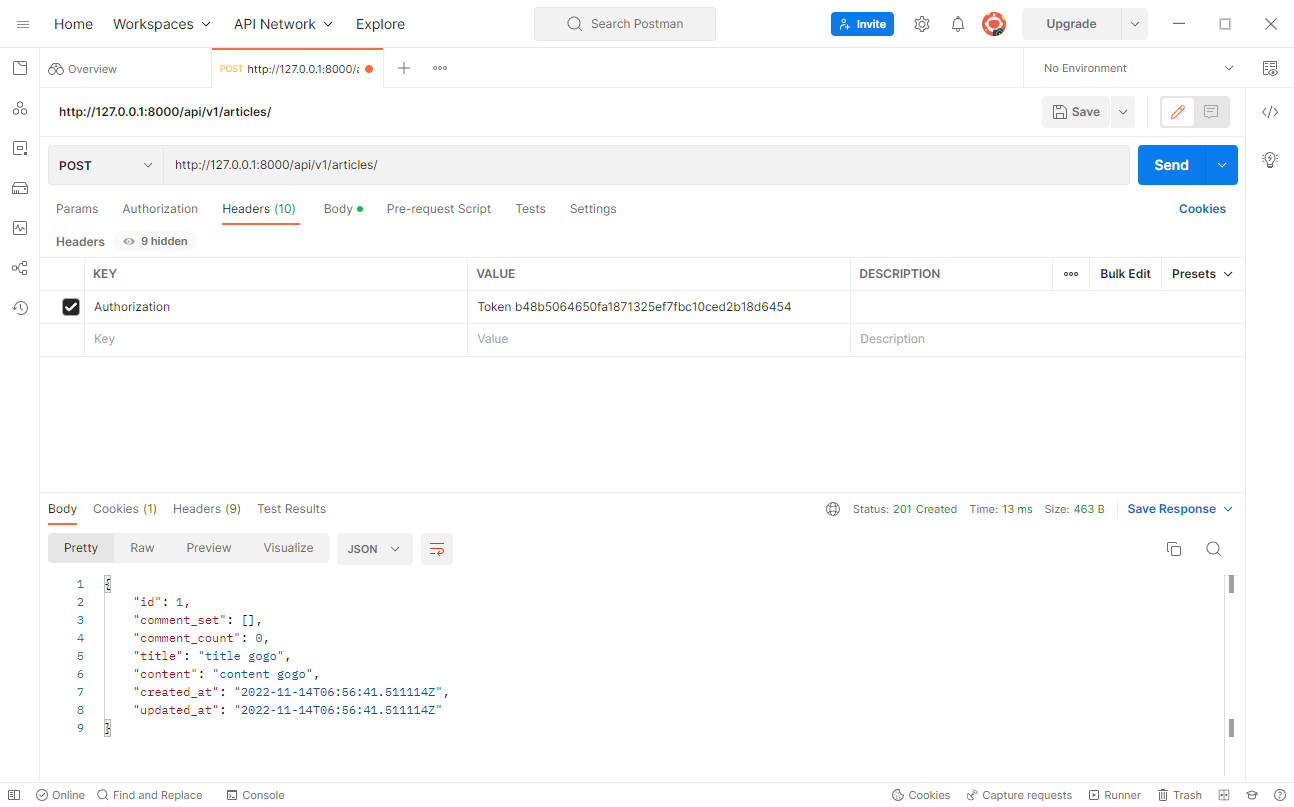 Home Workspaces API Network Explore Search Postman Invite Upgrade
Overview POST http://127.0.0.1:8000/a No Environment
http://127.0.0.1:8000/api/v1/articles/ Save
POST http://127.0.0.1:8000/api/v1/articles/ Send
Params Authorization Headers (10) Body Pre-request Script Tests Settings Cookies
Headers 9 hidden
KEY VALUE DESCRIPTION Bulk Edit Presets
Authorization Token b48b5064650fa1871325ef7fbc10ced2b18d6454
Key Value Description
Body Cookies (1) Headers (9) Test Results Status: 201 Created Time: 13 ms Size: 463 B Save Response
Pretty Raw Preview Visualize JSON
1 {
2 "id": 1,
3 "comment_set": [],
4 "comment_count": 0,
5 "title": "title gogo",
6 "content": "content gogo",
7 "created_at": "2022-11-14T06:56:41.511114Z",
8 "updated_at": "2022-11-14T06:56:41.511114Z"
9 }
Online Find and Replace Console Cookies Capture requests Runner Trash